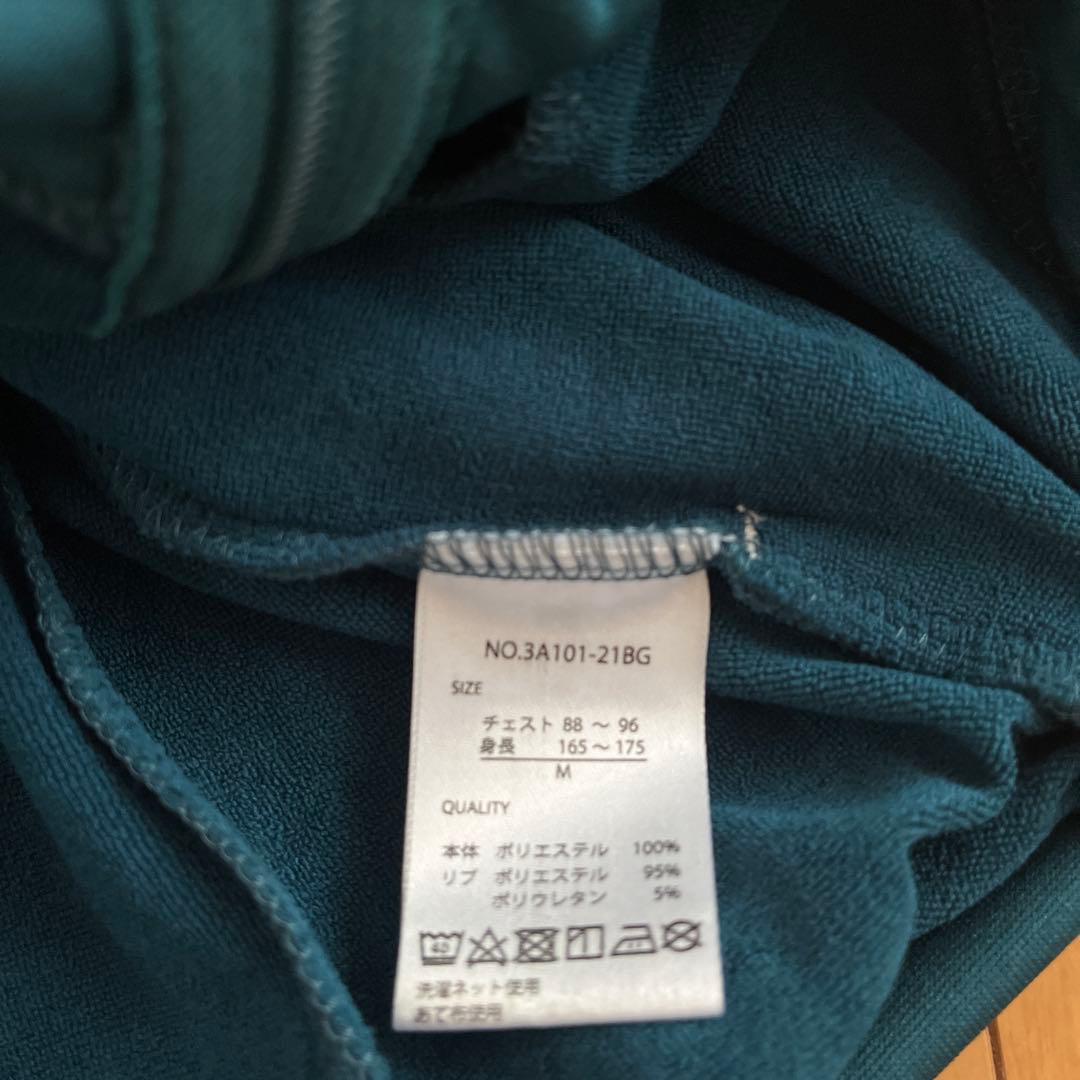 NO.3A101-21BG
SIZE
チェスト 88 〜 96
身長 165〜175
M
QUALITY
本体 ポリエステル 100%
リブ ポリエステル 95%
ポリウレタン 5%
40
洗濯ネット使用
あて布使用